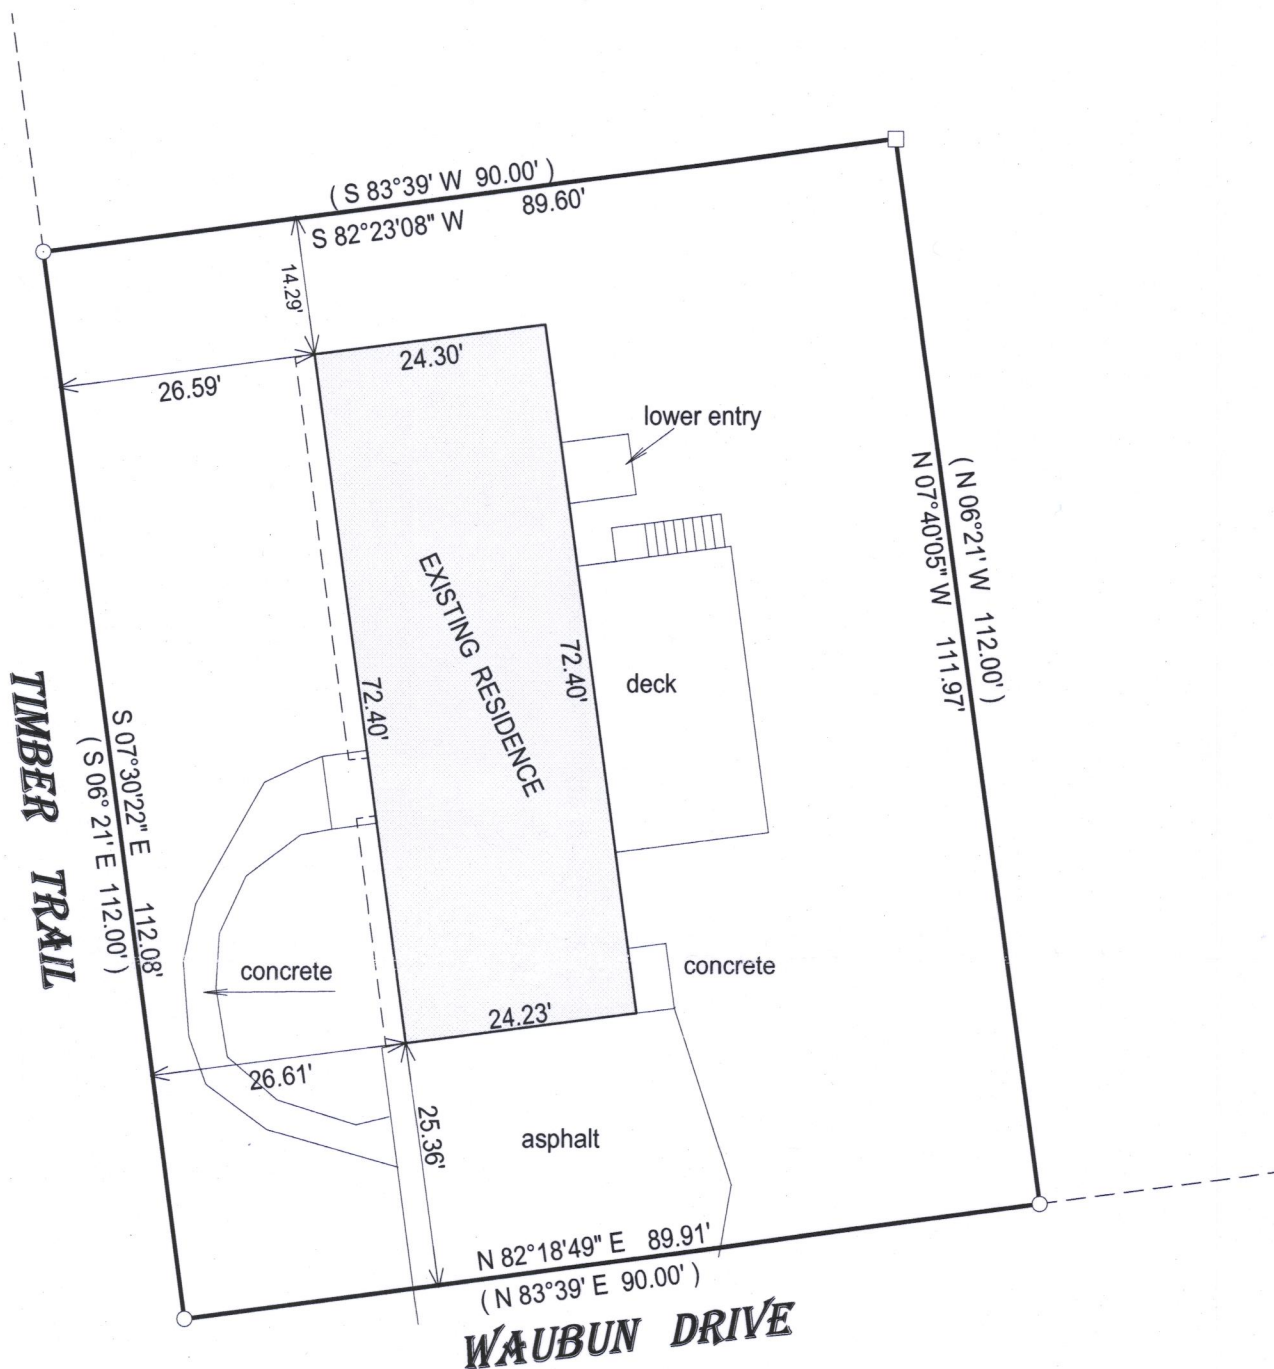 ( S 83°39' W 90.00' )
S 82°23'08" W 89.60'
14.29'
24.30'
26.59'
lower entry
( N 06°21' W 112.00' )
N 07°40'05" W 111.97'
EXISTING RESIDENCE
72.40'
72.40'
deck
TIMBER TRAIL
S 07°30'22" E 112.08'
( S 06° 21' E 112.00' )
concrete
concrete
24.23'
26.61'
25.36'
asphalt
N 82°18'49" E 89.91'
( N 83°39' E 90.00' )
WAUBUN DRIVE